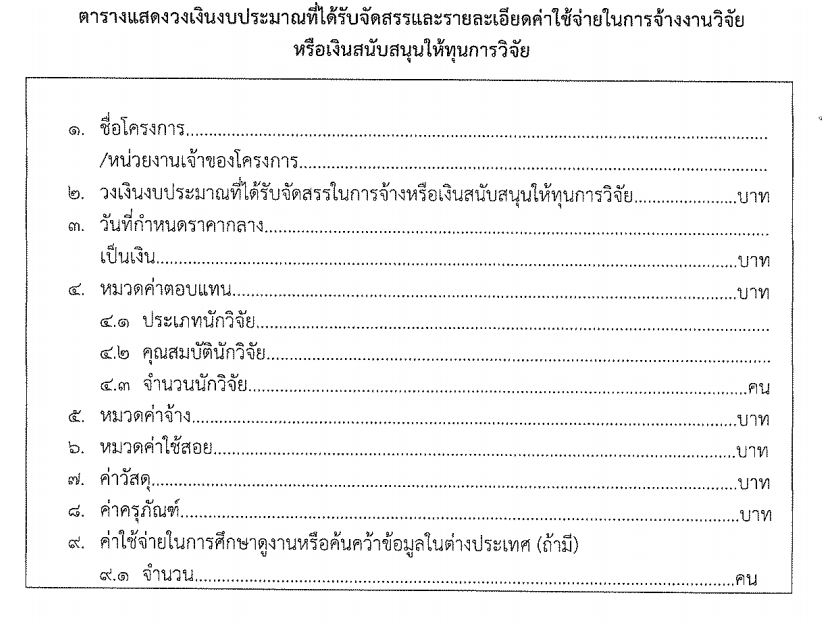 ตารางแสดงวงเงินงบประมาณที่ได้รับจัดสรรและรายละเอียดค่าใช้จ่ายในการจ้างงานวิจัย
หรือเงินสนับสนุนให้ทุนการวิจัย
๑. ชื่อโครงการ....................................................................................................
/หน่วยงานเจ้าของโครงการ....................................................................................................
๒. วงเงินงบประมาณที่ได้รับจัดสรรในการจ้างหรือเงินสนับสนุนให้ทุนการวิจัย......................บาท
๓. วันที่กำหนดราคากลาง....................................................................................................
เป็นเงิน....................................................................................................บาท
๔. หมวดค่าตอบแทน....................................................................................................บาท
๔.๑ ประเภทนักวิจัย....................................................................................................
๔.๒ คุณสมบัตินักวิจัย....................................................................................................
๔.๓ จำนวนนักวิจัย....................................................................................................คน
๕. หมวดค่าจ้าง....................................................................................................บาท
๖. หมวดค่าใช้สอย....................................................................................................บาท
๗. ค่าวัสดุ....................................................................................................บาท
๘. ค่าครุภัณฑ์....................................................................................................บาท
๙. ค่าใช้จ่ายในการศึกษาดูงานหรือค้นคว้าข้อมูลในต่างประเทศ (ถ้ามี)
๙.๑ จำนวน....................................................................................................คน